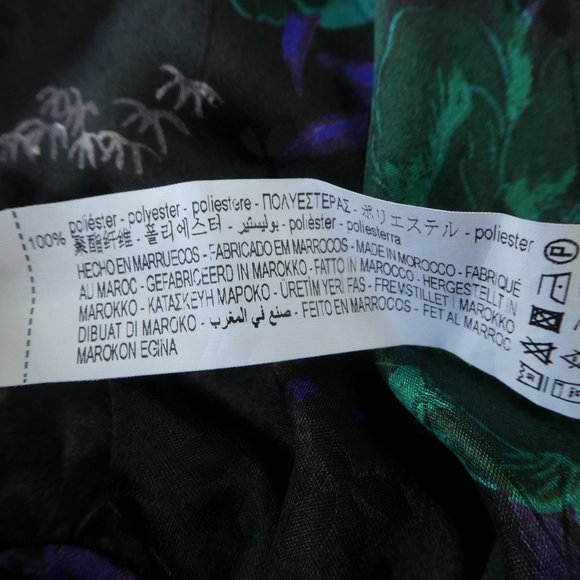 100% poliéster - polyester - poliestere - ΠΟΛΥΕΣΤΕΡΑΣ - ポリエステル - poliester
聚酯纤维 - 폴리에스터 - بوليستير - polièster - poliesterra
HECHO EN MARRUECOS - FABRICADO EM MARROCOS - MADE IN MOROCCO - FABRIQUÉ
AU MAROC - GEFABRICEERD IN MAROKKO - FATTO IN MAROCCO - HERGESTELLT IN
MAROKKO - ΚΑΤΑΣΚΕΥΗ ΜΑΡΟΚΟ - ÜRETIM YERI FAS - FREMSTILLET I MAROKKO
DIBUAT DI MAROKO - صنع في المغرب - FEITO EN MARROCOS - FET AL MARROC
MAROKON EGINA